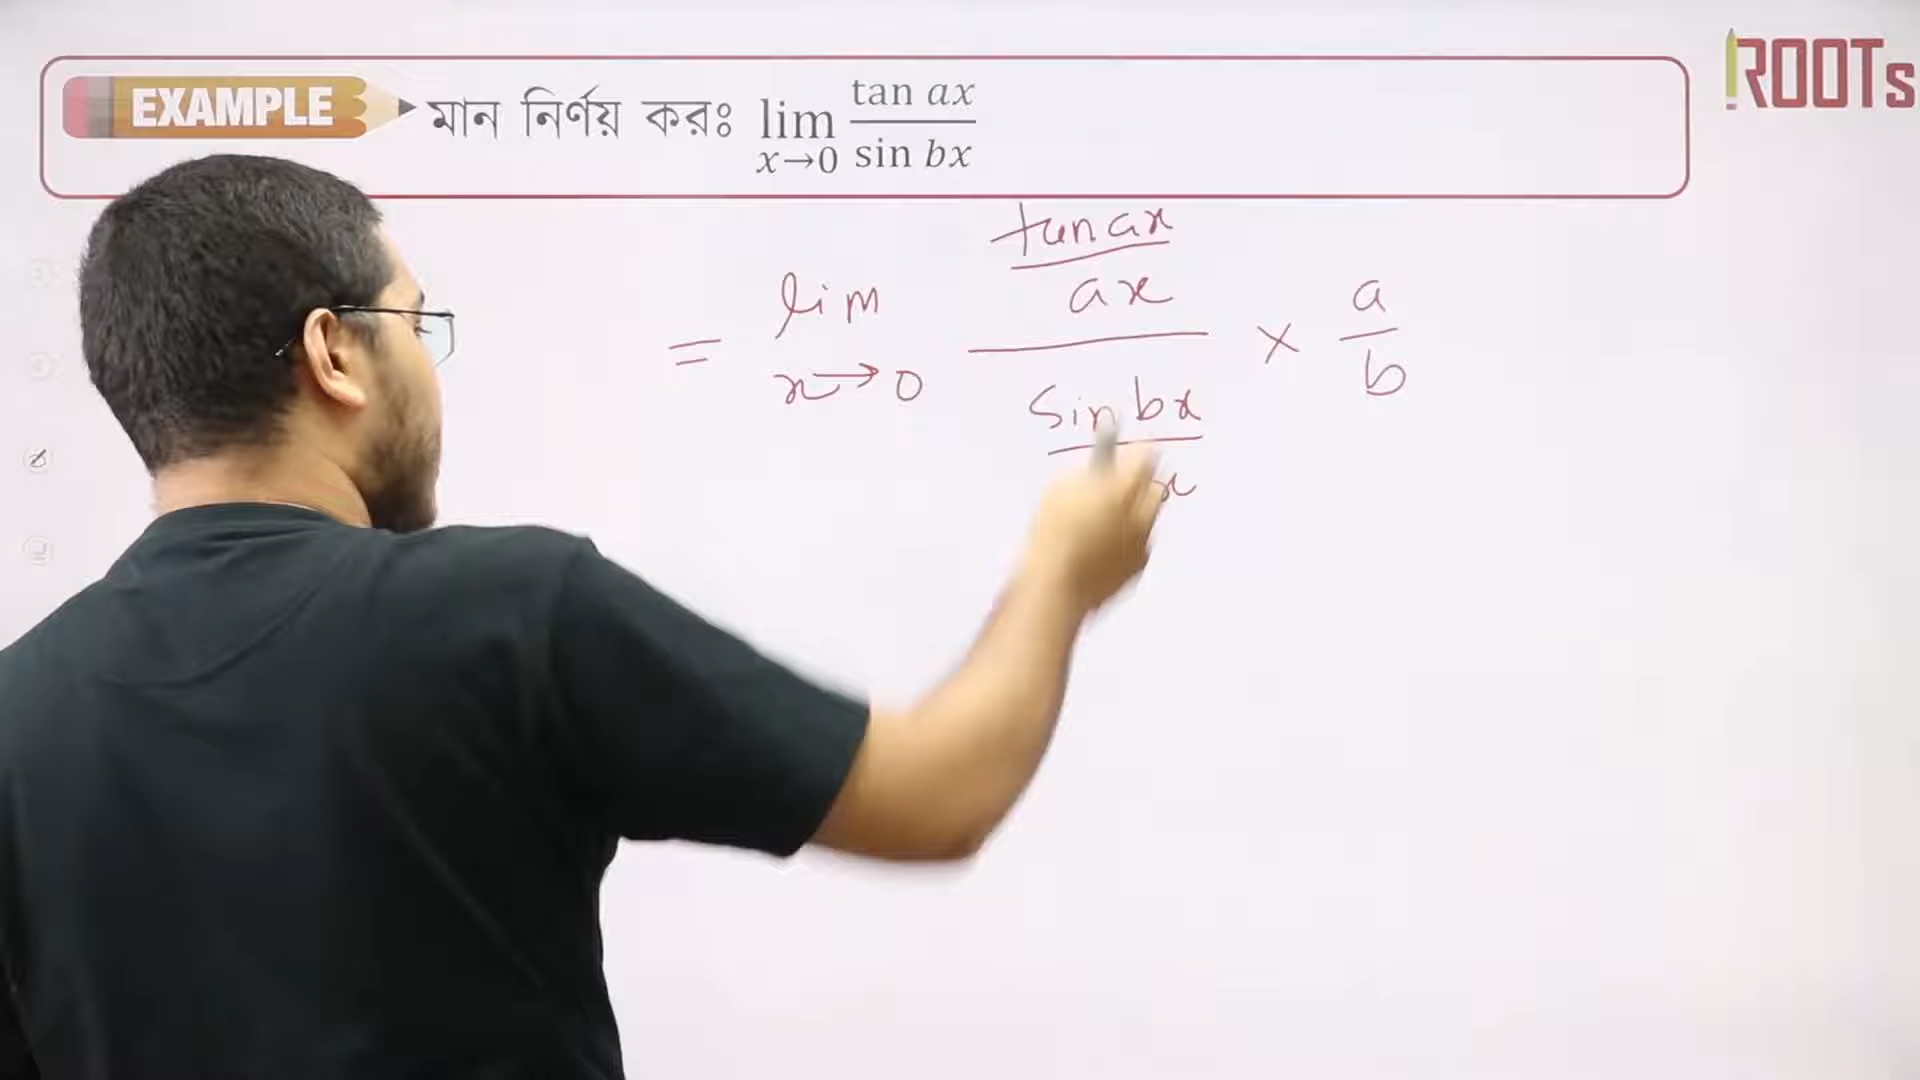 EXAMPLE মান নির্ণয় করঃ lim x→0 tan ax / sin bx
ROOTs
= lim x→0 (tan ax / ax) / (sin bx / x) × a / b